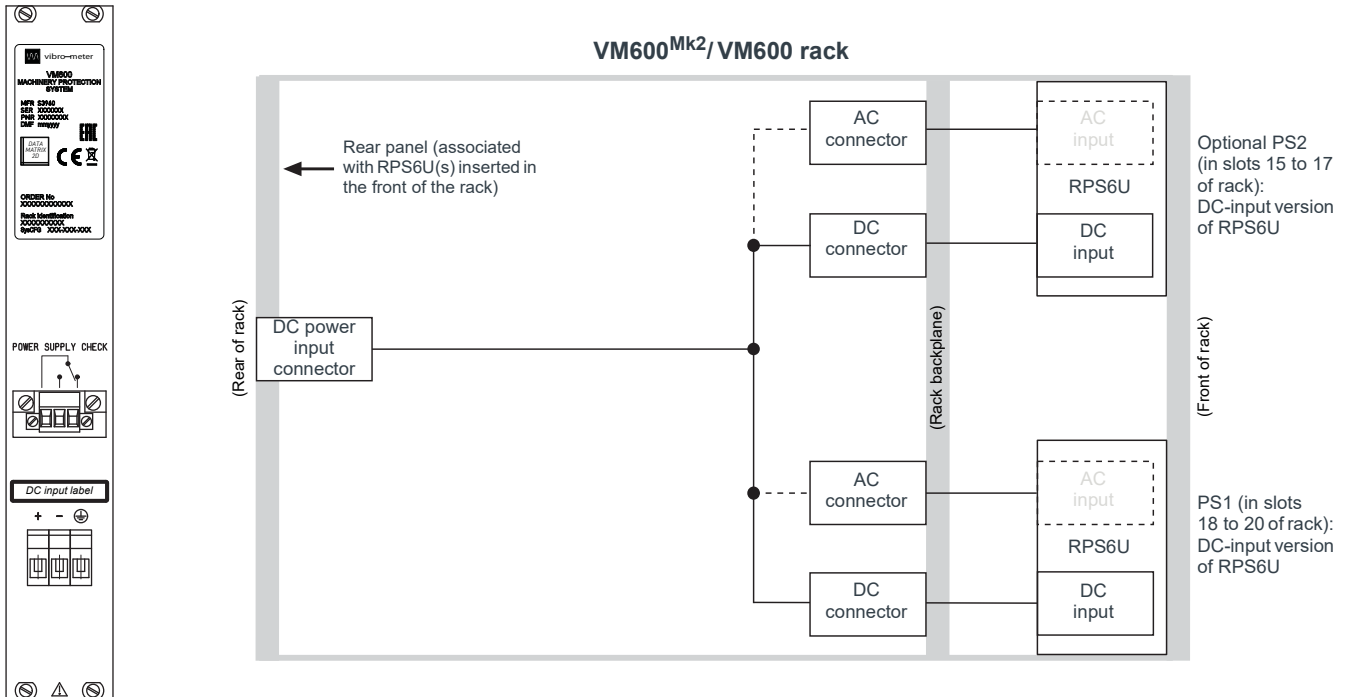 vibro-meter
VM600
MACHINERY PROTECTION
SYSTEM
MFR S3960
SER XXXXXXX
PNR XXXXXXXX
DMF mmyyyy
EAC
DATA
MATRIX
2D
CE
ORDER No
XXXXXXXXXXXX
Rack Identification
XXXXXXXXXX
SysCFG XXX-XXX-XXX
POWER SUPPLY CHECK
DC input label
+ -
VM600Mk2/ VM600 rack
Rear panel (associated
with RPS6U(s) inserted in
the front of the rack)
(Rear of rack)
DC power
input
connector
AC
connector
DC
connector
AC
connector
DC
connector
(Rack backplane)
AC
input
RPS6U
DC
input
AC
input
RPS6U
DC
input
(Front of rack)
Optional PS2
(in slots 15 to 17
of rack):
DC-input version
of RPS6U
PS1 (in slots
18 to 20 of rack):
DC-input version
of RPS6U